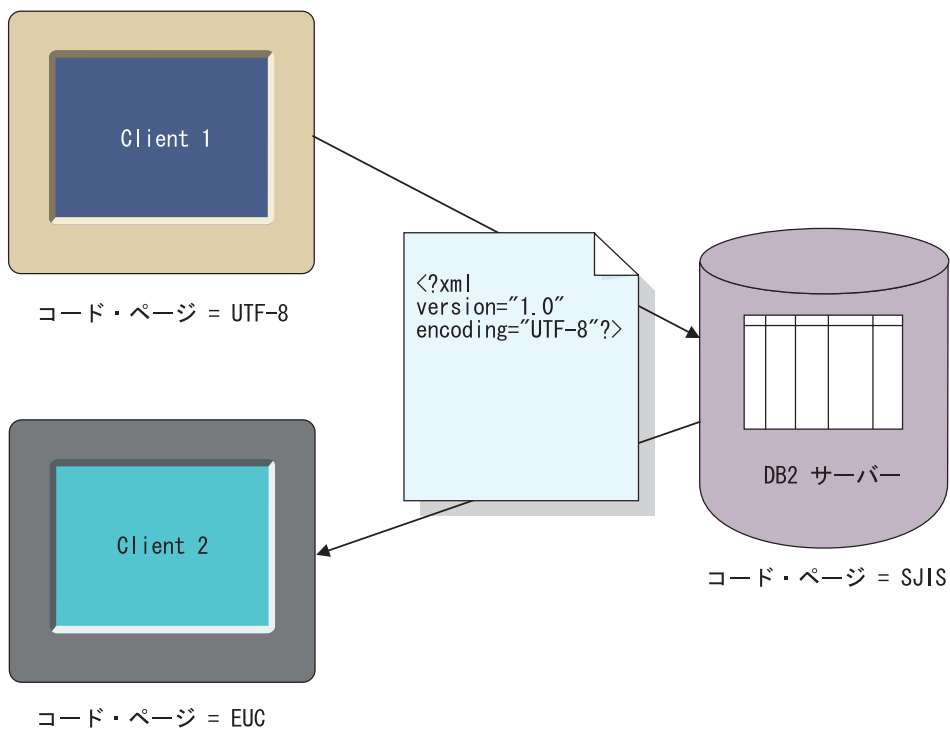 Client 1
コード・ページ = UTF-8
<?xml
version="1.0"
encoding="UTF-8"?>
DB2 サーバー
コード・ページ = SJIS
Client 2
コード・ページ = EUC